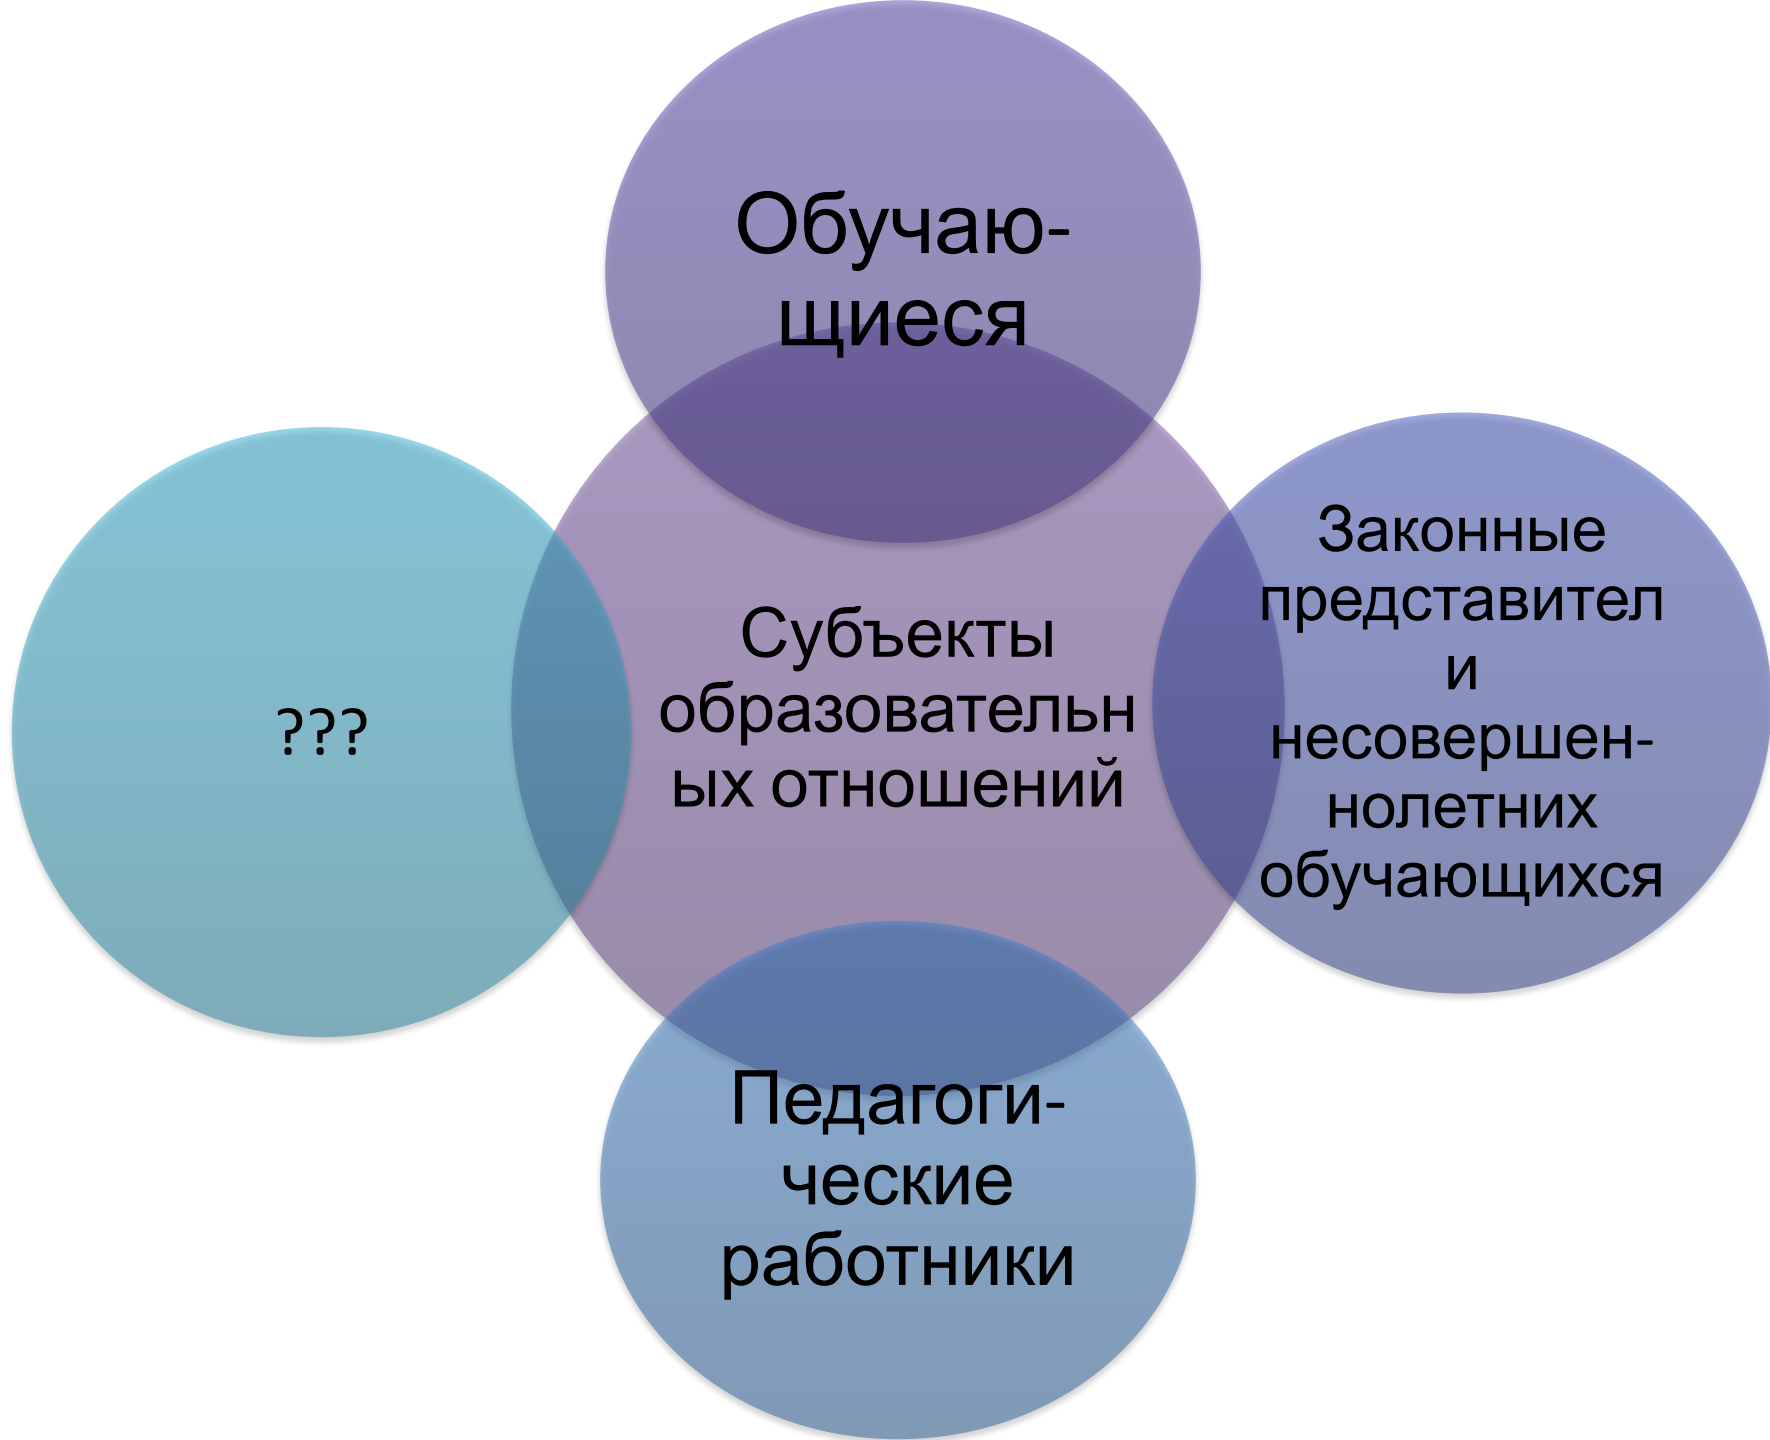 Обучаю-
щиеся
Законные
представител
и
несовершен-
нолетних
обучающихся
Субъекты
образовательн
ых отношений
???
Педагоги-
ческие
работники